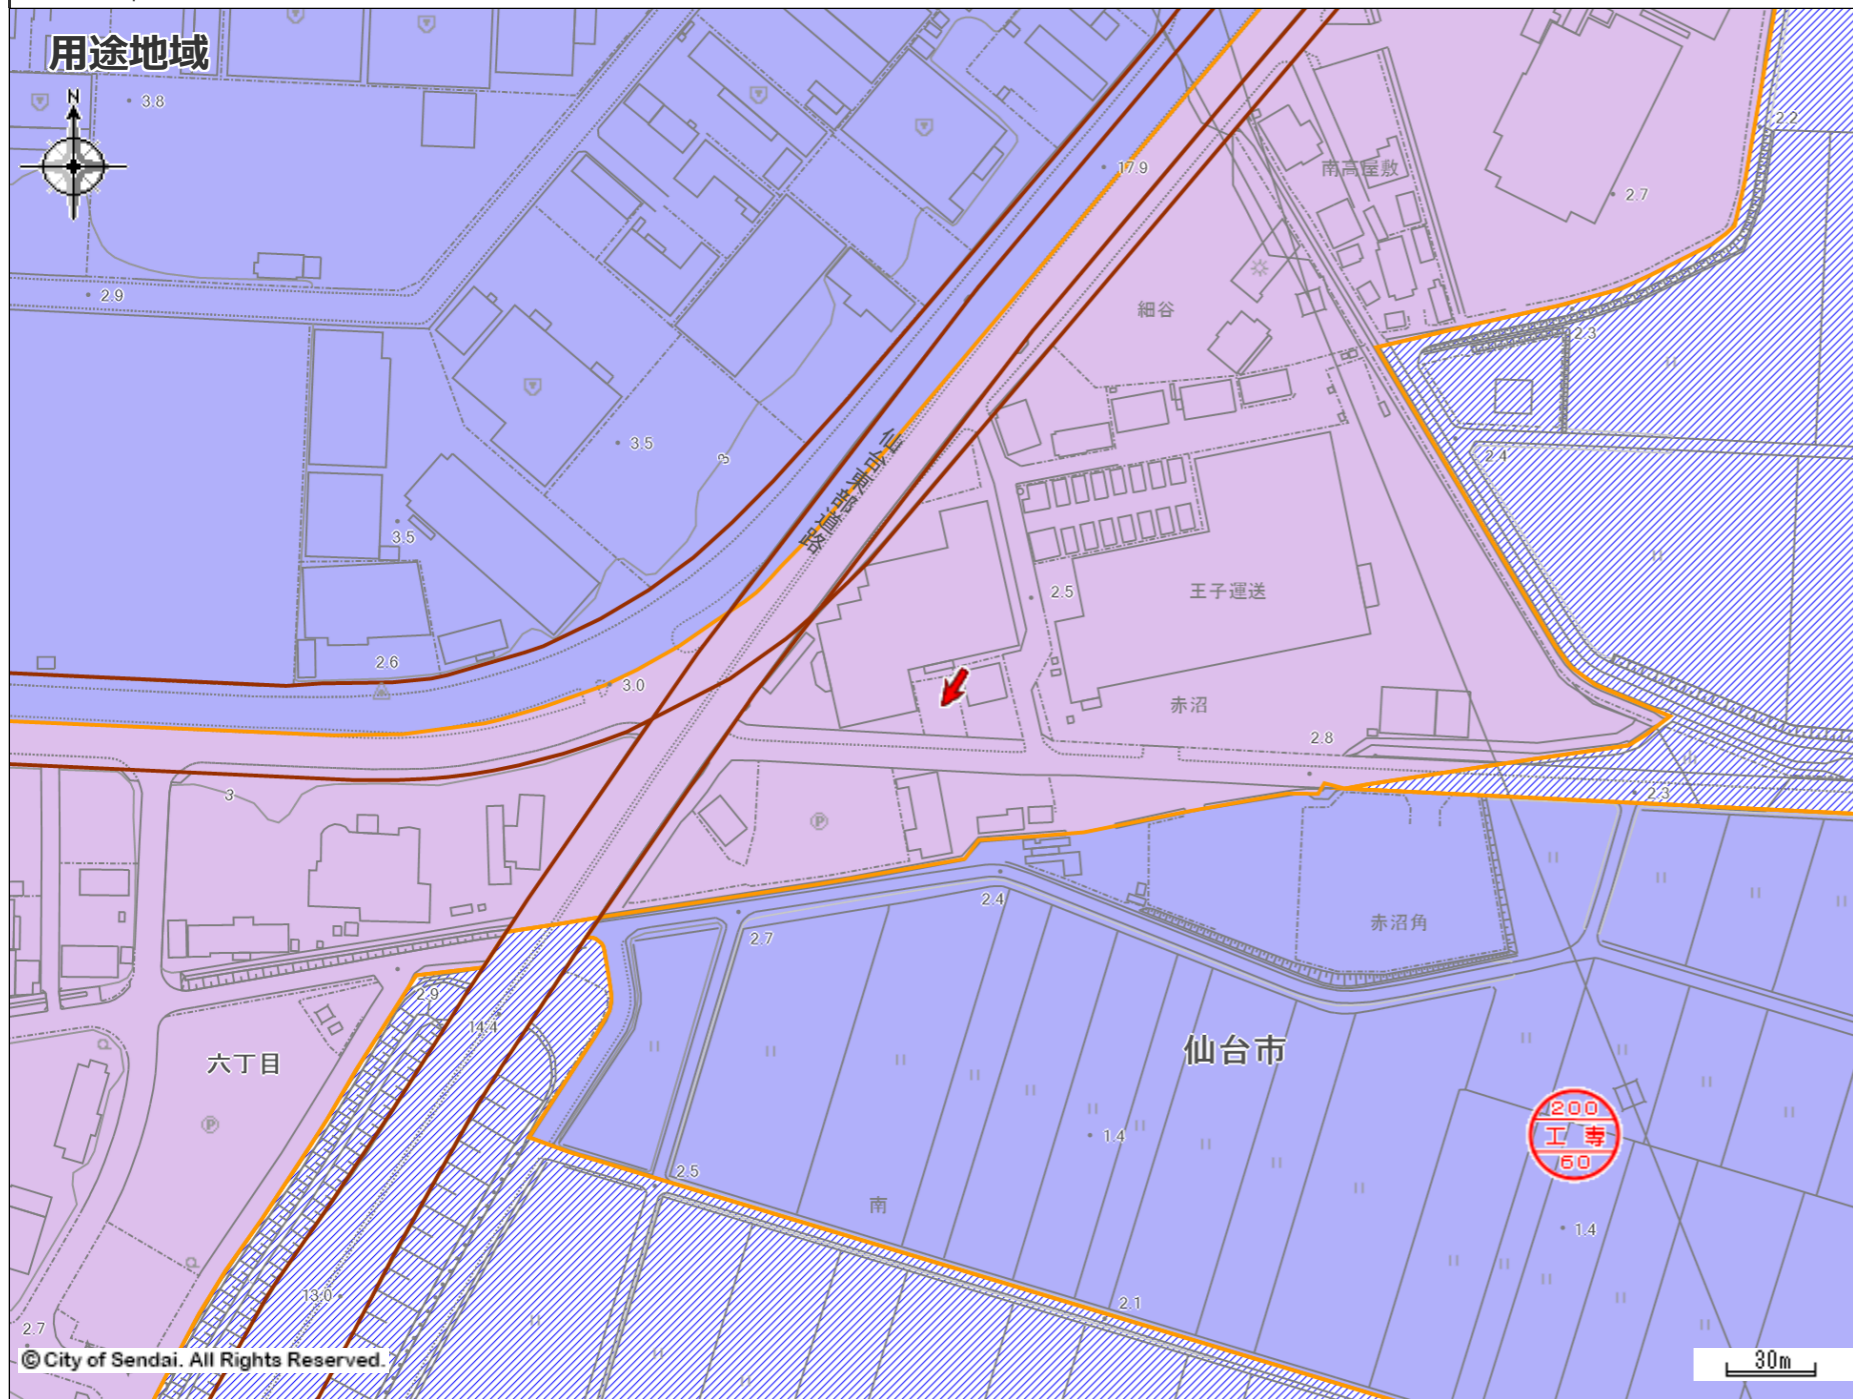 用途地域
N
3.8
2.9
17.9
南高屋敷
2.2
2.7
細谷
2.3
3.5
3
2.4
仙台東部道路
3.5
2.5
王子運送
2.6
3.0
赤沼
2.8
3
P
2.3
2.4
赤沼角
2.7
2.9
14.4
六丁目
仙台市
P
200
工専
60
1.4
2.5
南
1.4
13.0
2.1
2.7
©City of Sendai. All Rights Reserved.
30m